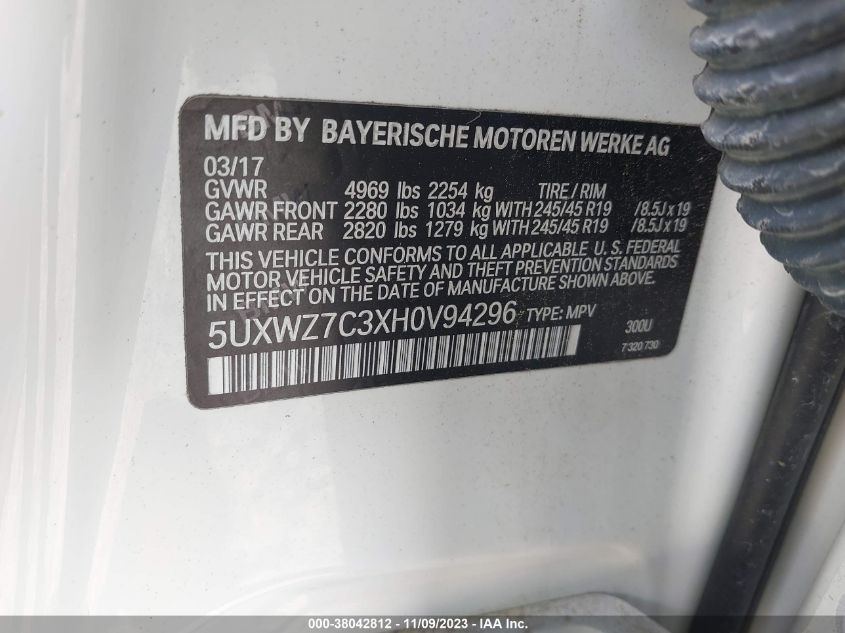 MFD BY BAYERISCHE MOTOREN WERKE AG
03/17
GVWR 4969 lbs 2254 kg TIRE / RIM
GAWR FRONT 2280 lbs 1034 kg WITH 245/45 R19 /8.5J x 19
GAWR REAR 2820 lbs 1279 kg WITH 245/45 R19 /8.5J x 19
THIS VEHICLE CONFORMS TO ALL APPLICABLE U.S. FEDERAL
MOTOR VEHICLE SAFETY AND THEFT PREVENTION STANDARDS
IN EFFECT ON THE DATE OF MANUFACTURE SHOWN ABOVE.
5UXWZ7C3XH0V94296 TYPE: MPV 300U
7 320 730
000-38042812 - 11/09/2023 - IAA Inc.